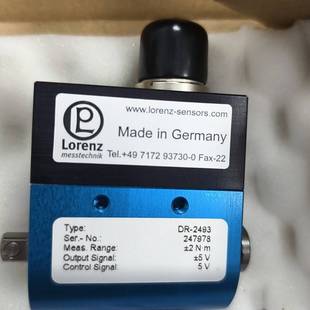 www.lorenz-sensors.com
Lorenz
messtechnik
Made in Germany
Tel.+49 7172 93730-0 Fax-22
Type: DR-2493
Ser.- No.: 247978
Meas. Range: ±2 N·m
Output Signal: ±5 V
Control Signal: 5 V